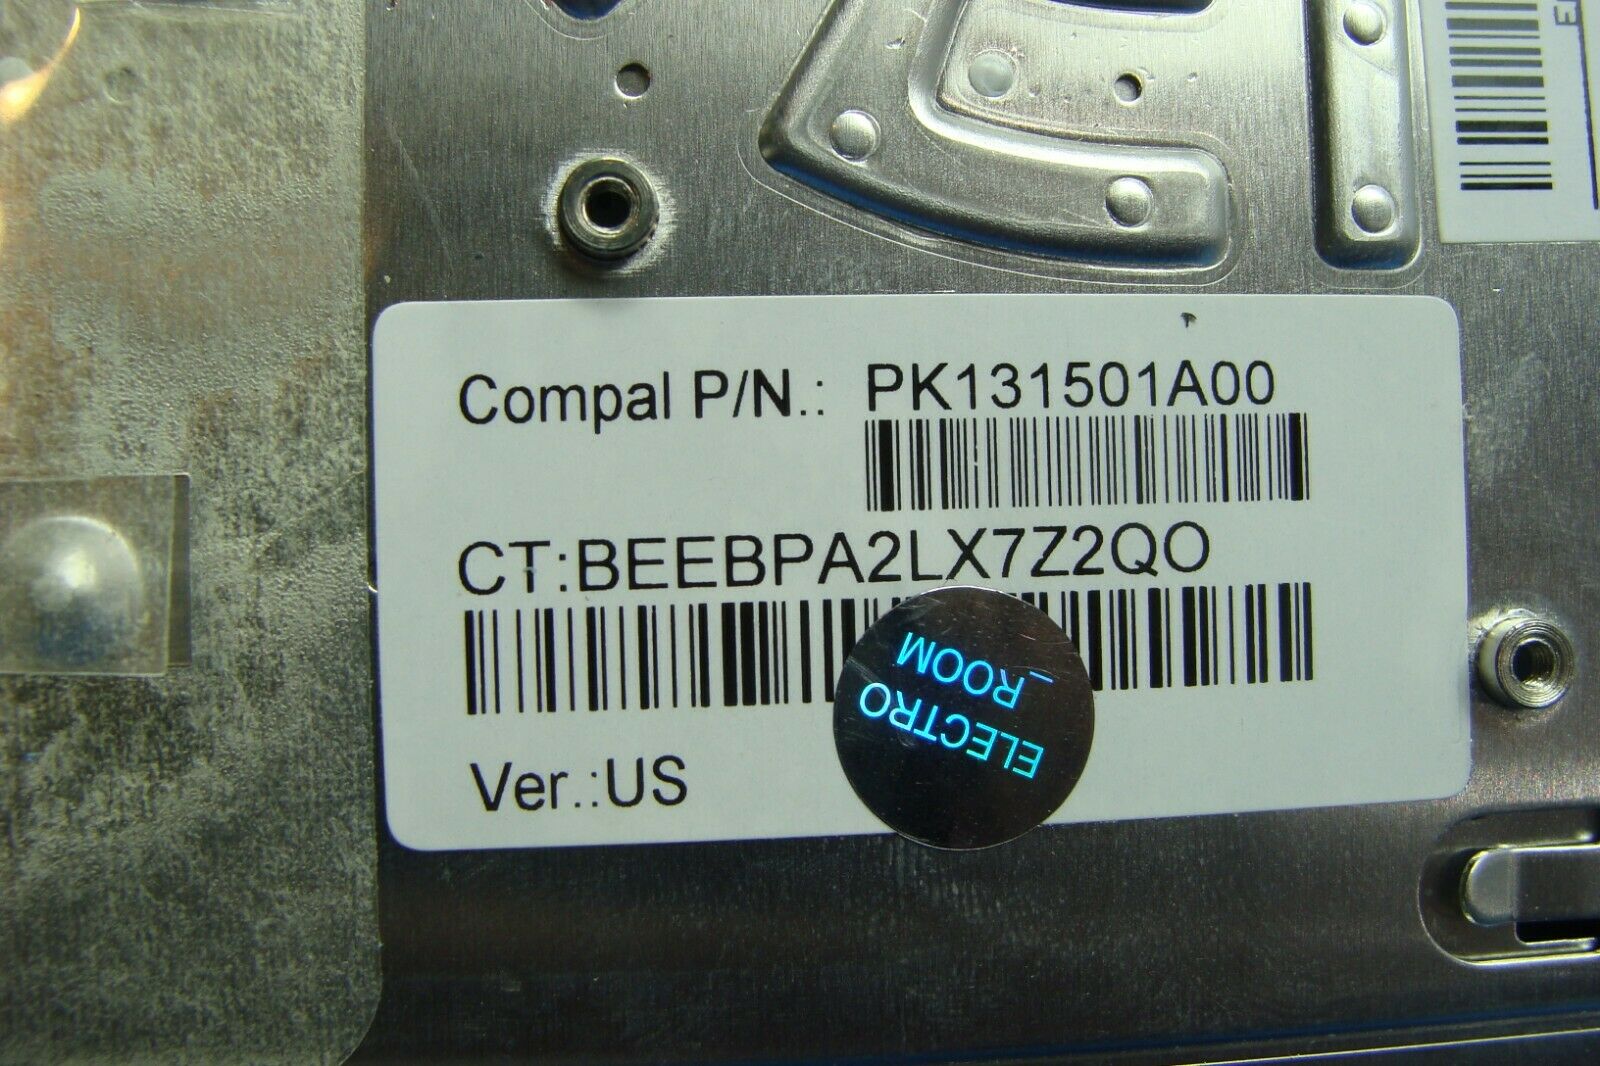 Compal P/N.: PK131501A00
CT:BEEBPA2LX7Z2QO
Ver.:US
ELECTRO
_ROOM